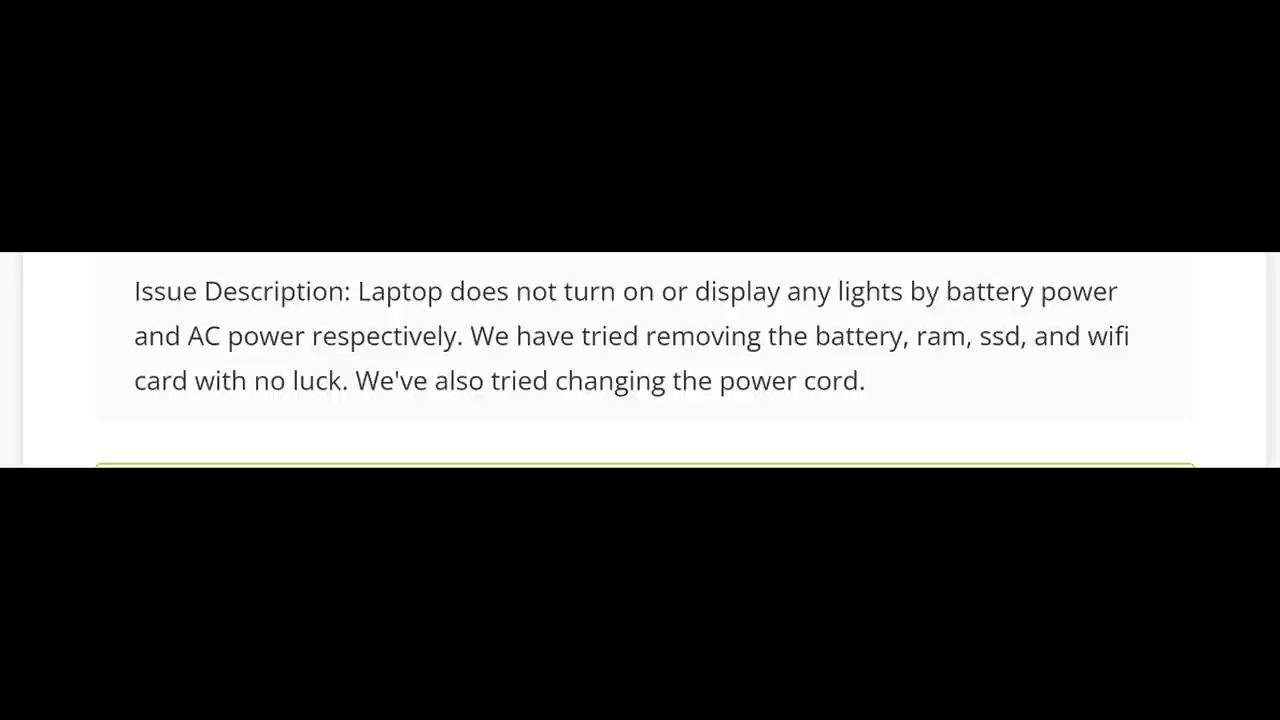 Issue Description: Laptop does not turn on or display any lights by battery power
and AC power respectively. We have tried removing the battery, ram, ssd, and wifi
card with no luck. We've also tried changing the power cord.